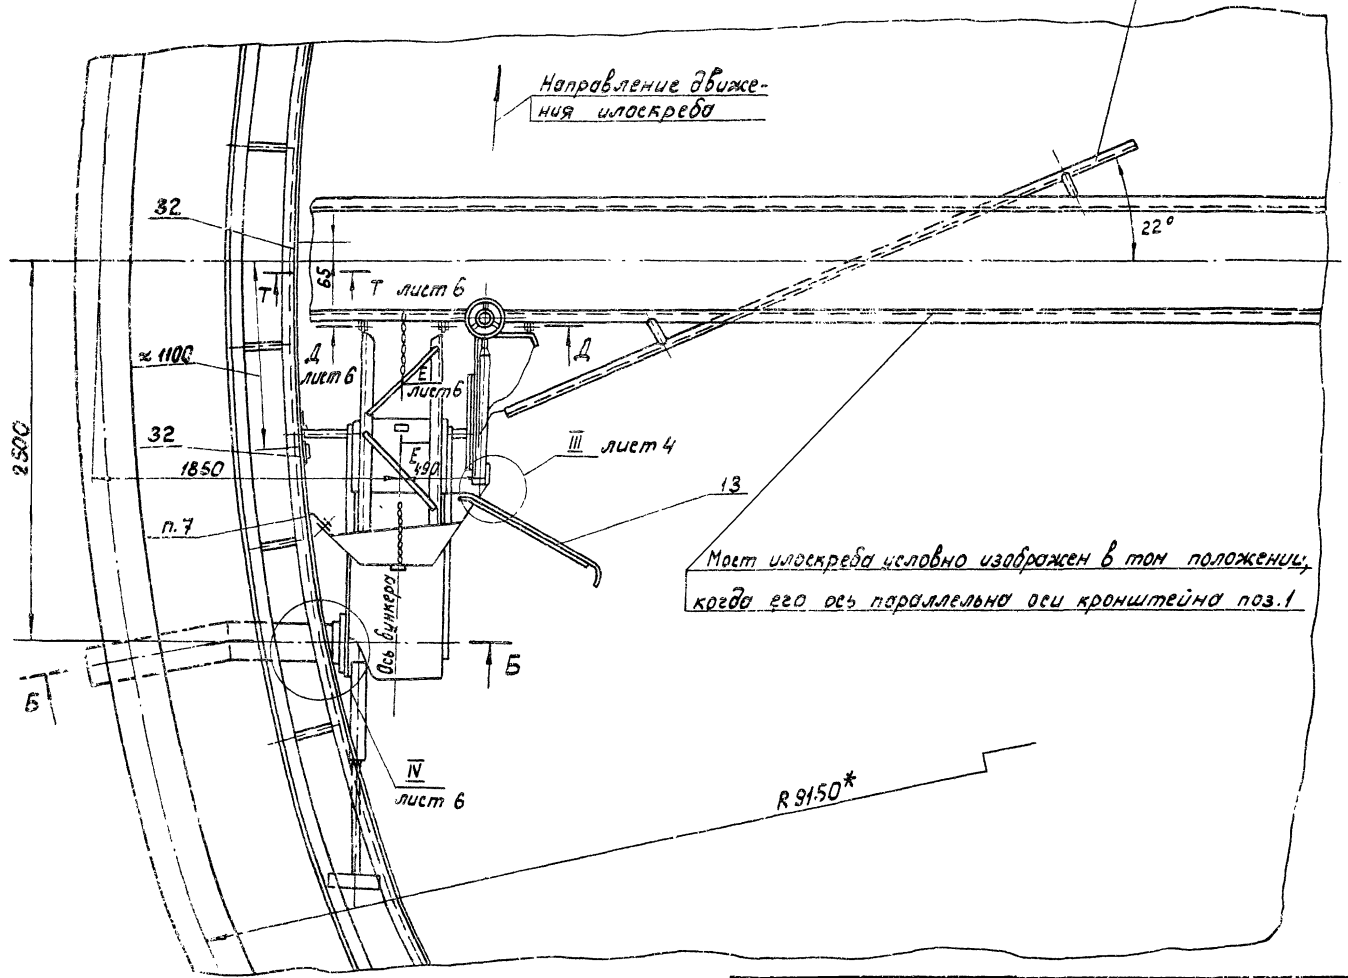 Направление движе-
ния илоскреба
32
22°
65
Т
Т лист 6
≈ 1100
Д
лист 6
Е
лист 6
Д
2500
32
III лист 4
1850
Е
490
13
п. 7
Мост илоскреба условно изображен в том положении,
когда его ось параллельна оси кронштейна поз. 1
Ось бункера
Б
Б
IV
лист 6
R 9150*